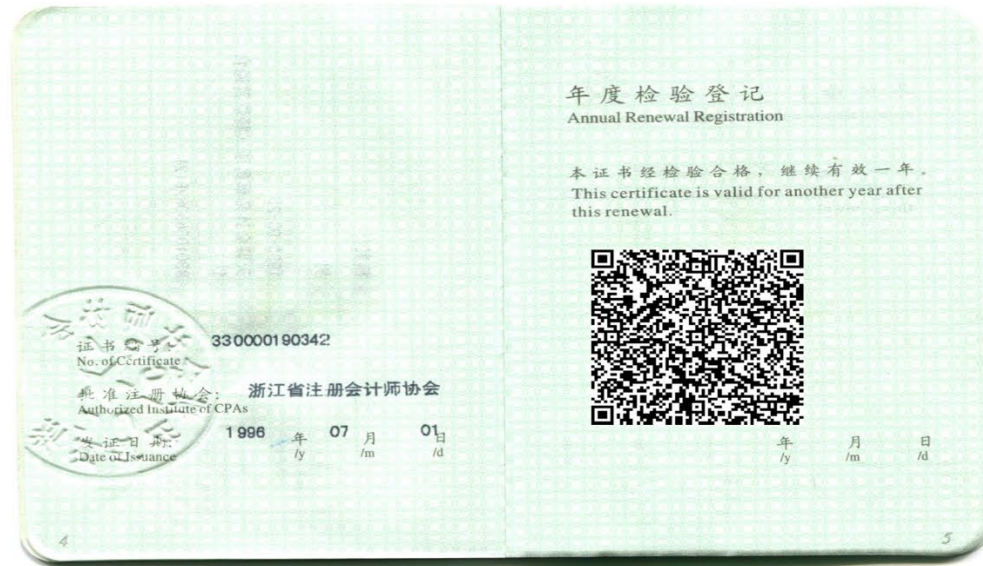 证书编号:
No. of Certificate
330000190342
批准注册协会:
Authorized Institute of CPAs
浙江省注册会计师协会
发证日期:
Date of Issuance
1996 年 07 月 01日
/y /m /d
4
年度检验登记
Annual Renewal Registration
本证书经检验合格，继续有效一年。
This certificate is valid for another year after
this renewal.
年 月 日
/y /m /d
5